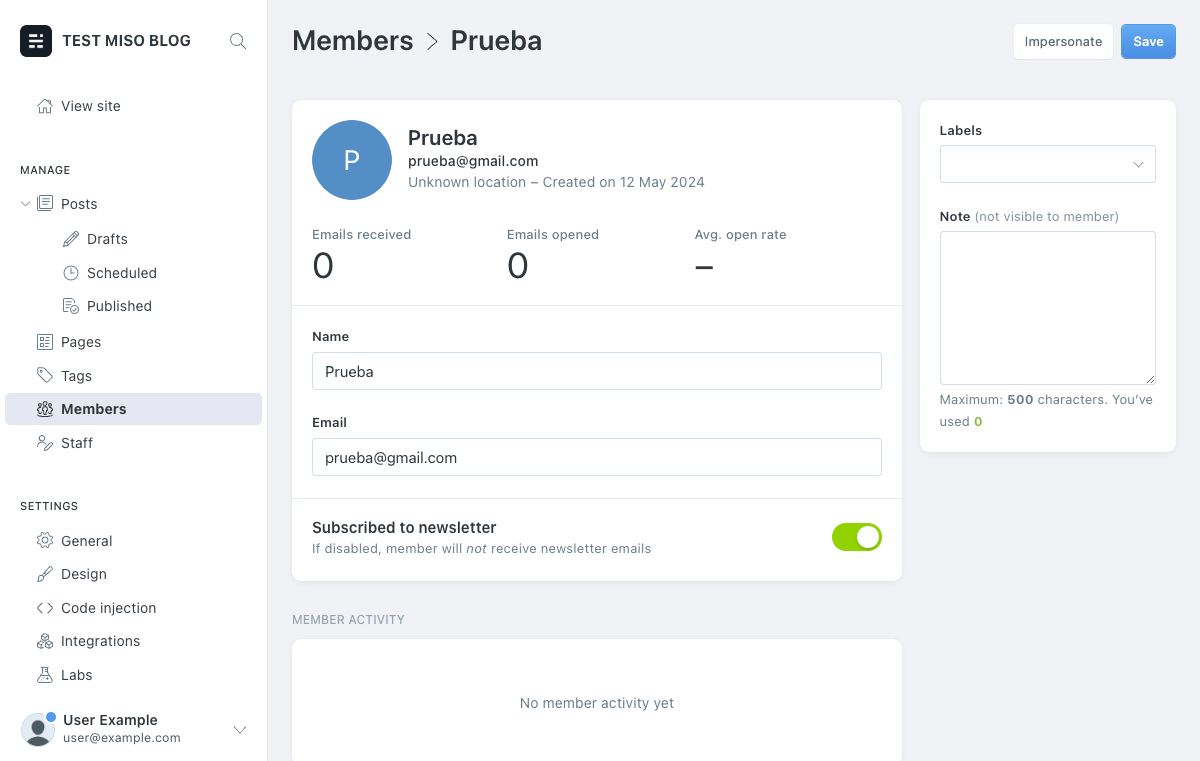 TEST MISO BLOG
View site
MANAGE
Posts
Drafts
Scheduled
Published
Pages
Tags
Members
Staff
SETTINGS
General
Design
Code injection
Integrations
Labs
User Example
user@example.com
Members > Prueba
Impersonate
Save
P
Prueba
prueba@gmail.com
Unknown location – Created on 12 May 2024
Emails received
0
Emails opened
0
Avg. open rate
–
Name
Prueba
Email
prueba@gmail.com
Subscribed to newsletter
If disabled, member will not receive newsletter emails
MEMBER ACTIVITY
No member activity yet
Labels
Note (not visible to member)
Maximum: 500 characters. You’ve
used 0